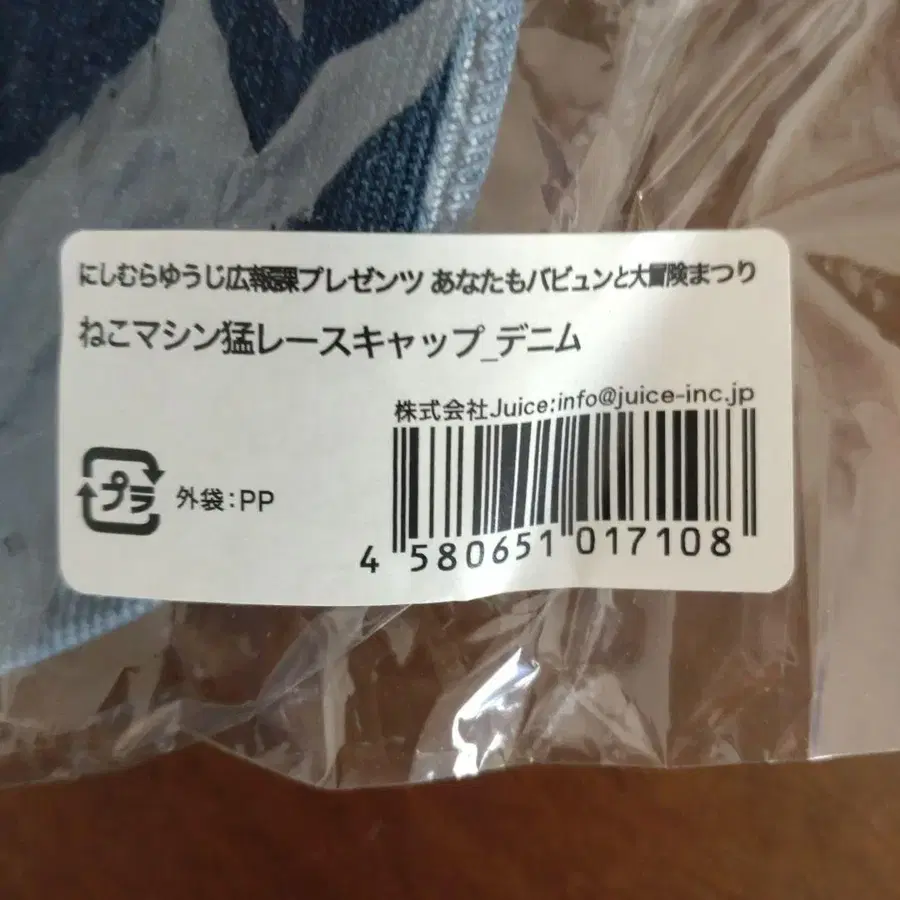 にしむらゆうじ広報課プレゼンツ あなたもバビュンと大冒険まつり
ねこマシン猛レースキャップ_デニム
株式会社Juice:info@juice-inc.jp
プラ 外袋:PP
4 580651 017108